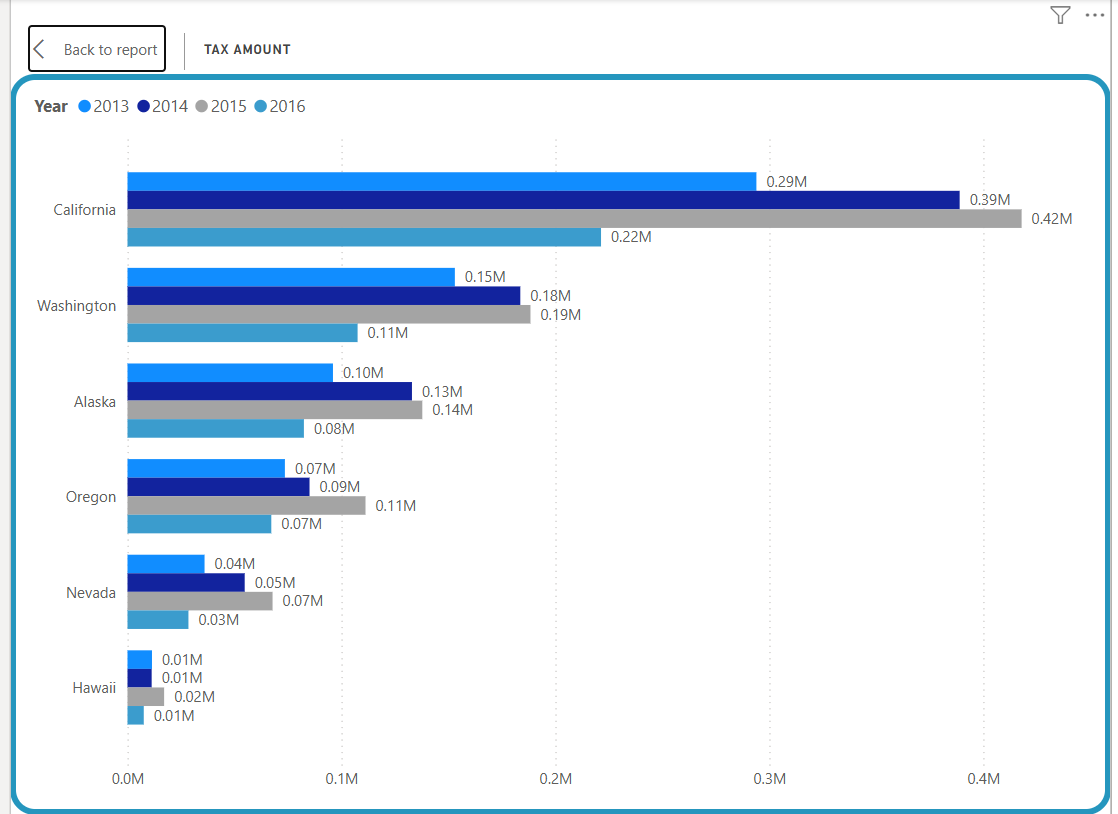 Back to report
TAX AMOUNT
Year 2013 2014 2015 2016
California
0.29M
0.39M
0.42M
0.22M
Washington
0.15M
0.18M
0.19M
0.11M
Alaska
0.10M
0.13M
0.14M
0.08M
Oregon
0.07M
0.09M
0.11M
0.07M
Nevada
0.04M
0.05M
0.07M
0.03M
Hawaii
0.01M
0.01M
0.02M
0.01M
0.0M 0.1M 0.2M 0.3M 0.4M